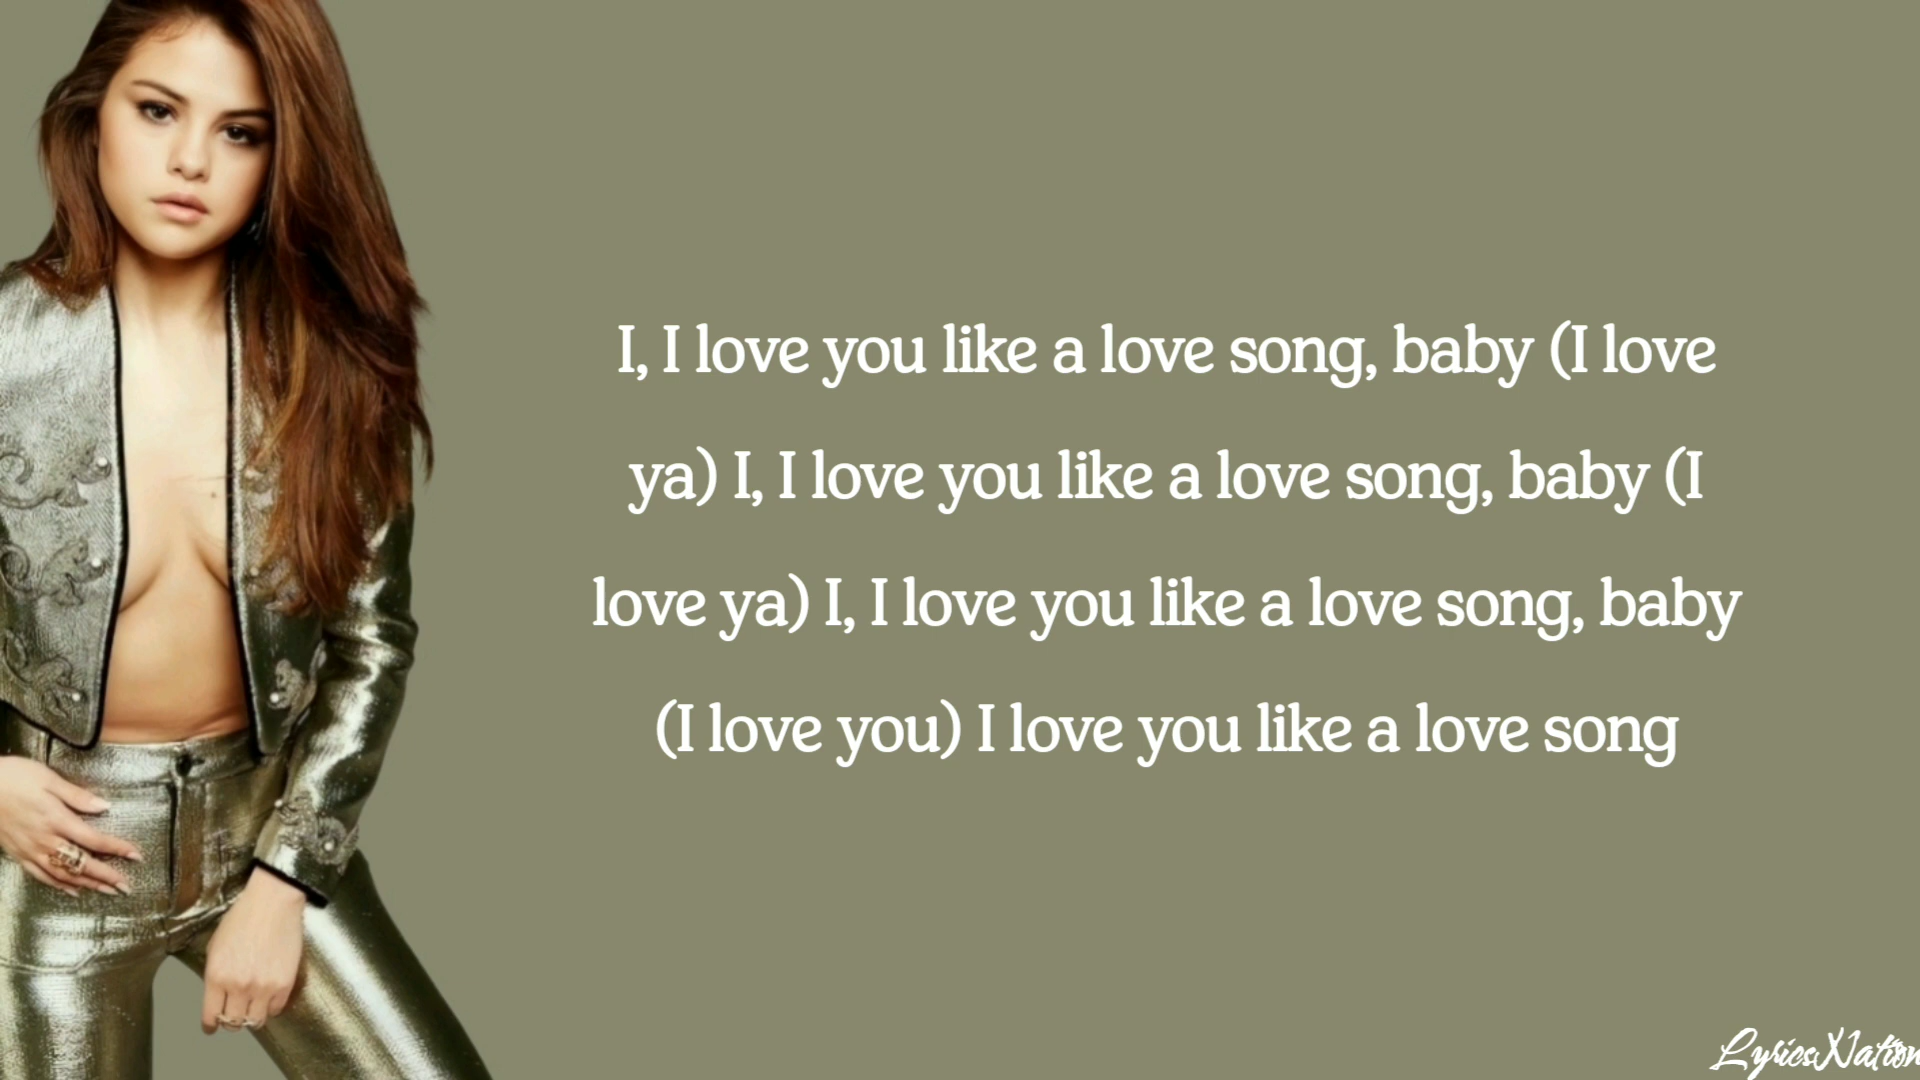 I, I love you like a love song, baby (I love
ya) I, I love you like a love song, baby (I
love ya) I, I love you like a love song, baby
(I love you) I love you like a love song
LyricsNation